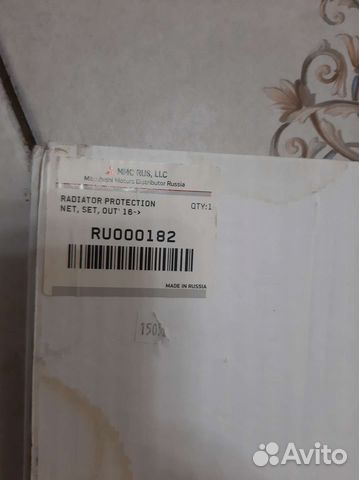 MMC RUS, LLC
Mitsubishi Motors Distributor Russia
RADIATOR PROTECTION
NET, SET, OUT' 16->
QTY:1
RU000182
MADE IN RUSSIA
Avito